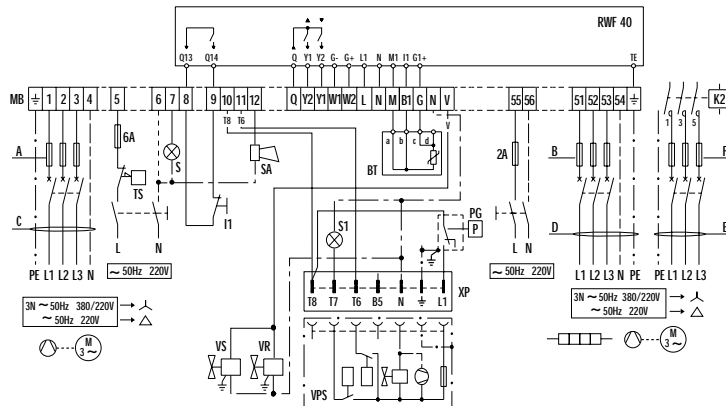 RWF 40
Q13 Q14 Q Y1 Y2 G- G+ L1 N M1 I1 G1+ TE
MB 1 2 3 4 5 6 7 8 9 10 11 12 Q Y2 Y1 W1 W2 L N M B1 G N V 55 56 51 52 53 54
K2
T8 T6 V
1 3 5
A 6A S SA a b c d BT 2A B F
TS
I1 S1 PG
P
C D E
L N L N
PE L1 L2 L3 N
~ 50Hz 220V
~ 50Hz 220V
L1 L2 L3 N PE PE L1 L2 L3
T8 T7 T6 B5 N L1 XP
3N ~ 50Hz 380/220V
~ 50Hz 220V
3N ~ 50Hz 380/220V
~ 50Hz 220V
M
3 ~
M
3 ~
VS VR
VPS